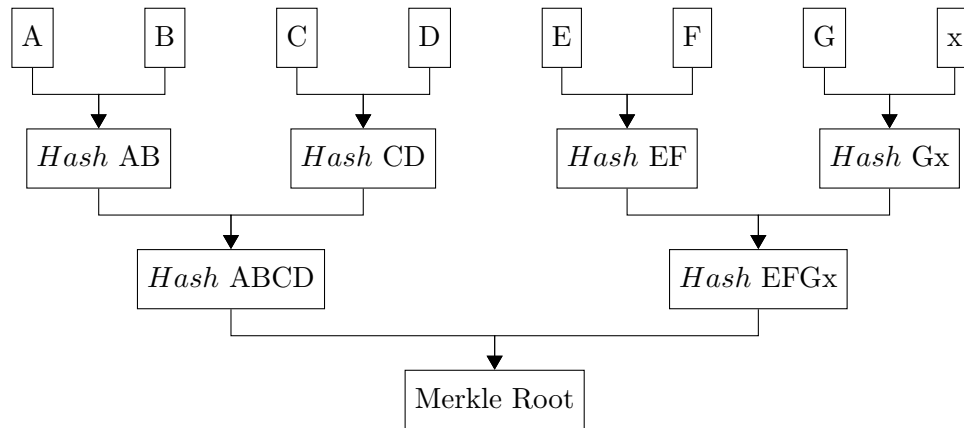 A B C D E F G x
Hash AB Hash CD Hash EF Hash Gx
Hash ABCD Hash EFGx
Merkle Root